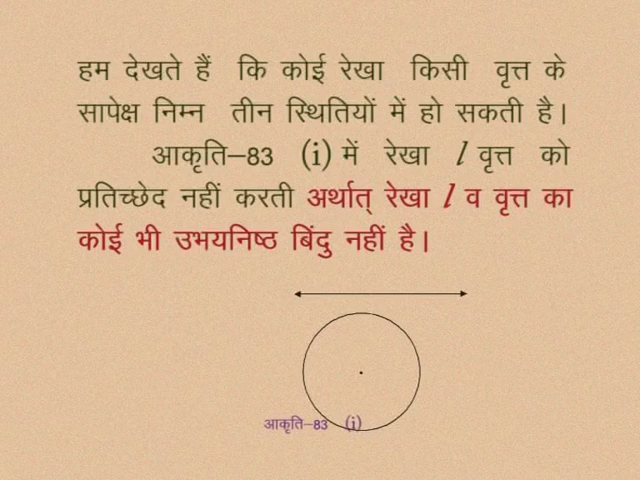 हम देखते हैं कि कोई रेखा किसी वृत्त के
सापेक्ष निम्न तीन स्थितियों में हो सकती है।
आकृति–83 (i) में रेखा l वृत्त को
प्रतिच्छेद नहीं करती अर्थात् रेखा l व वृत्त का
कोई भी उभयनिष्ठ बिंदु नहीं है।
आकृति–83 (i)